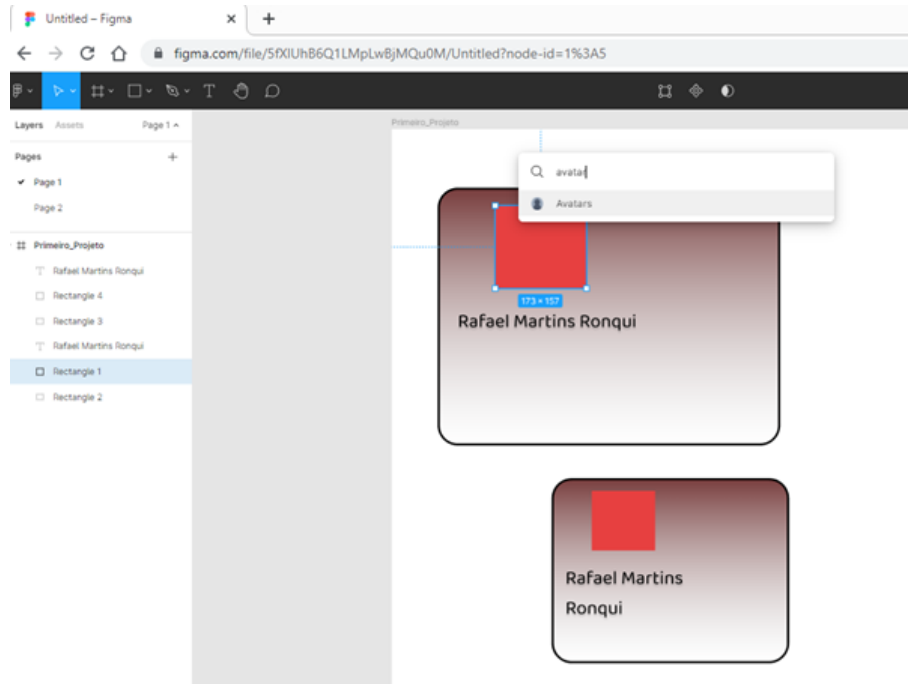 Untitled – Figma
figma.com/file/5fXIUhB6Q1LMpLwBjMQu0M/Untitled?node-id=1%3A5
Layers Assets Page 1
Primeiro_Projeto
Pages
Page 1
Page 2
Primeiro_Projeto
Rafael Martins Ronqui
Rectangle 4
Rectangle 3
Rafael Martins Ronqui
Rectangle 1
Rectangle 2
avatar
Avatars
173 × 157
Rafael Martins Ronqui
Rafael Martins
Ronqui